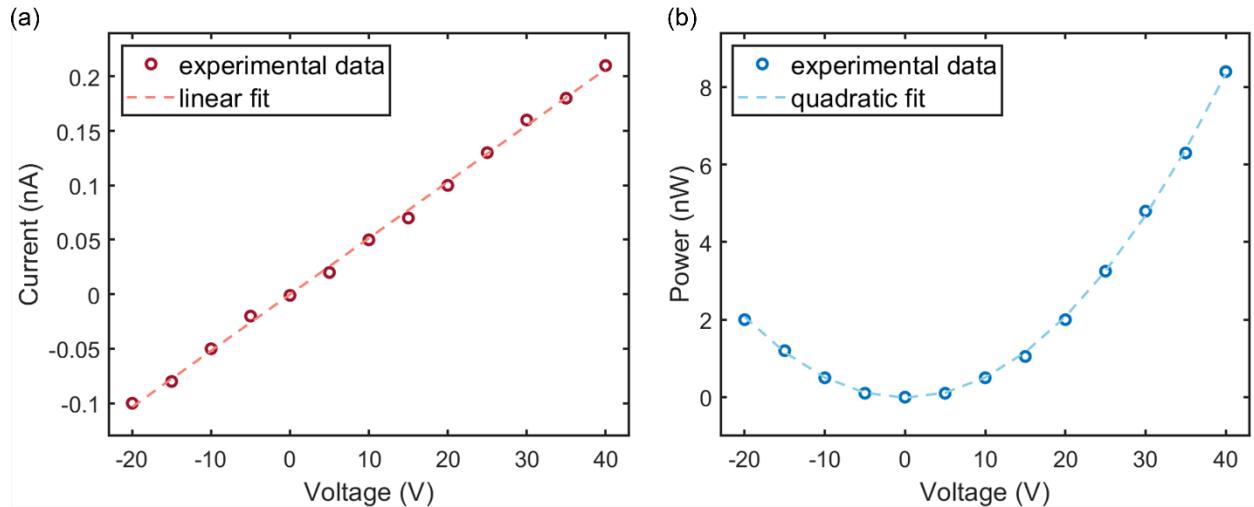 (a)
experimental data
linear fit
Current (nA)
0.2
0.15
0.1
0.05
0
-0.05
-0.1
-20 -10 0 10 20 30 40
Voltage (V)
(b)
experimental data
quadratic fit
Power (nW)
8
6
4
2
0
-20 -10 0 10 20 30 40
Voltage (V)